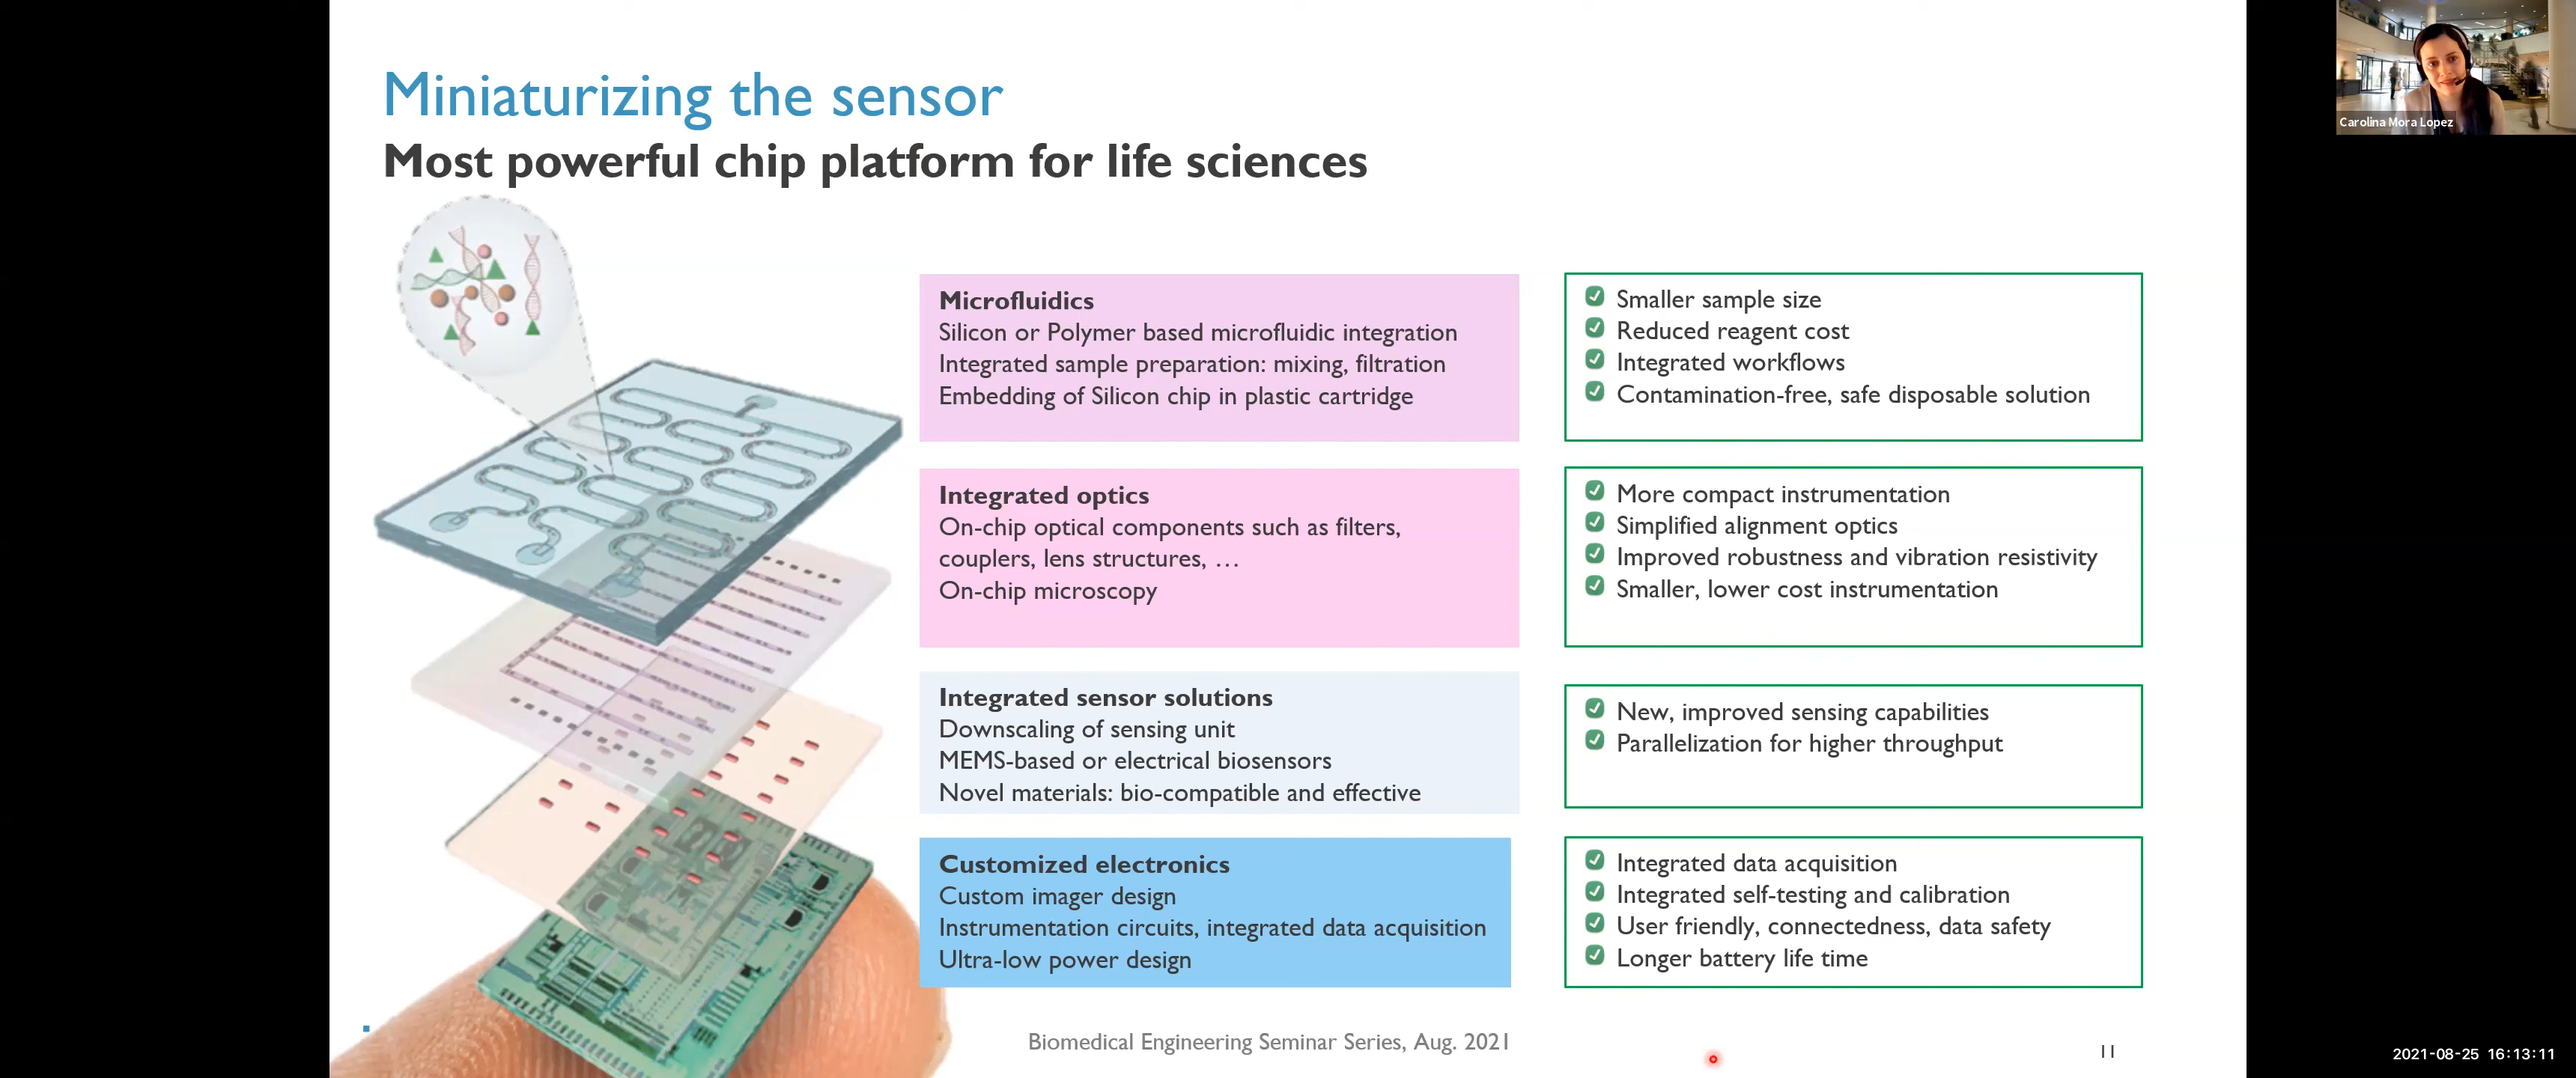 Miniaturizing the sensor
Most powerful chip platform for life sciences
Microfluidics
Silicon or Polymer based microfluidic integration
Integrated sample preparation: mixing, filtration
Embedding of Silicon chip in plastic cartridge
Smaller sample size
Reduced reagent cost
Integrated workflows
Contamination-free, safe disposable solution
Integrated optics
On-chip optical components such as filters,
couplers, lens structures, …
On-chip microscopy
More compact instrumentation
Simplified alignment optics
Improved robustness and vibration resistivity
Smaller, lower cost instrumentation
Integrated sensor solutions
Downscaling of sensing unit
MEMS-based or electrical biosensors
Novel materials: bio-compatible and effective
New, improved sensing capabilities
Parallelization for higher throughput
Customized electronics
Custom imager design
Instrumentation circuits, integrated data acquisition
Ultra-low power design
Integrated data acquisition
Integrated self-testing and calibration
User friendly, connectedness, data safety
Longer battery life time
Biomedical Engineering Seminar Series, Aug. 2021
11
Carolina Mora Lopez
2021-08-25 16:13:11